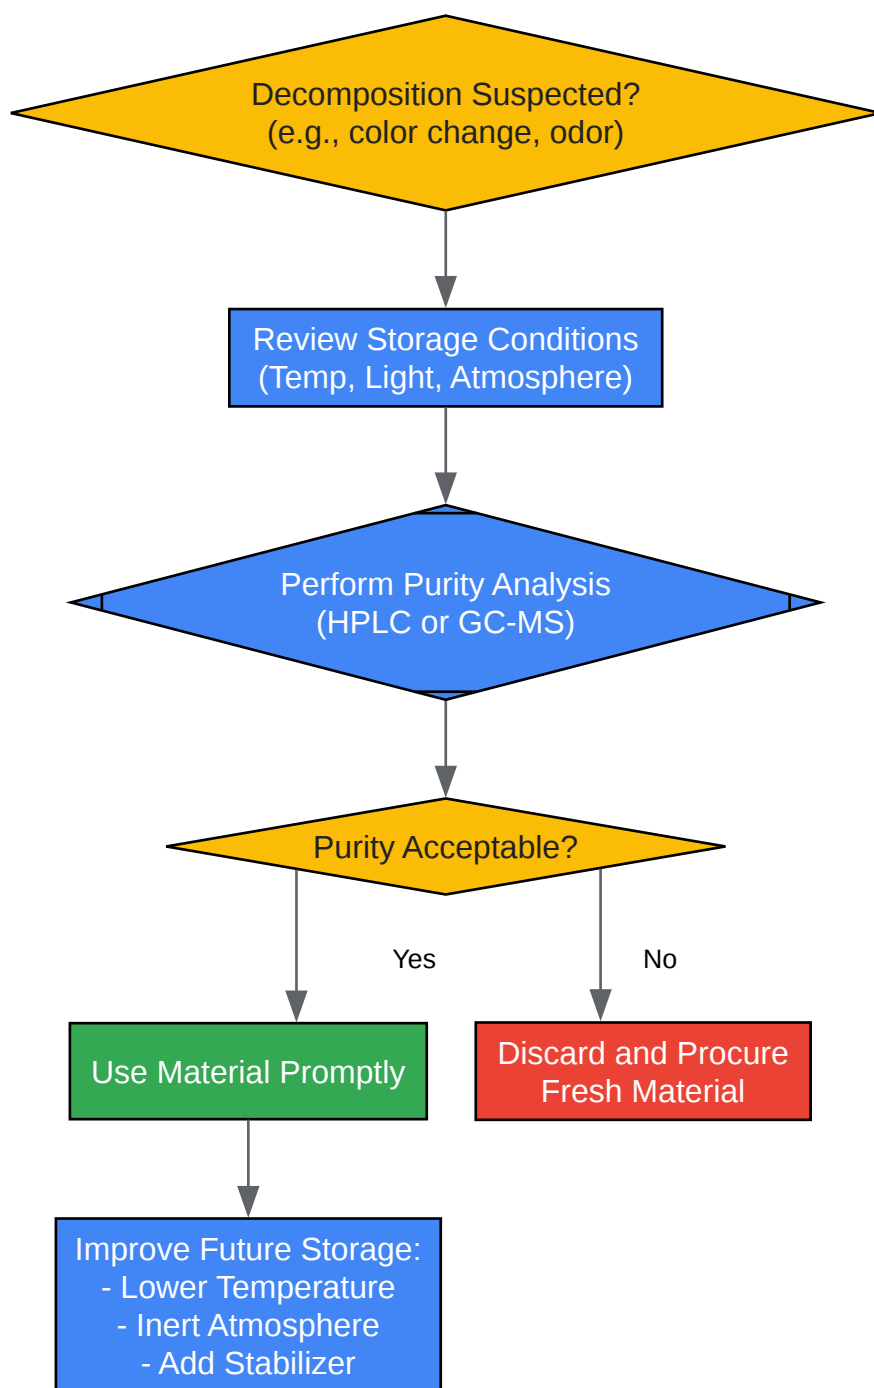 Decomposition Suspected?
(e.g., color change, odor)
Review Storage Conditions
(Temp, Light, Atmosphere)
Perform Purity Analysis
(HPLC or GC-MS)
Purity Acceptable?
Yes
No
Use Material Promptly
Discard and Procure
Fresh Material
Improve Future Storage:
- Lower Temperature
- Inert Atmosphere
- Add Stabilizer